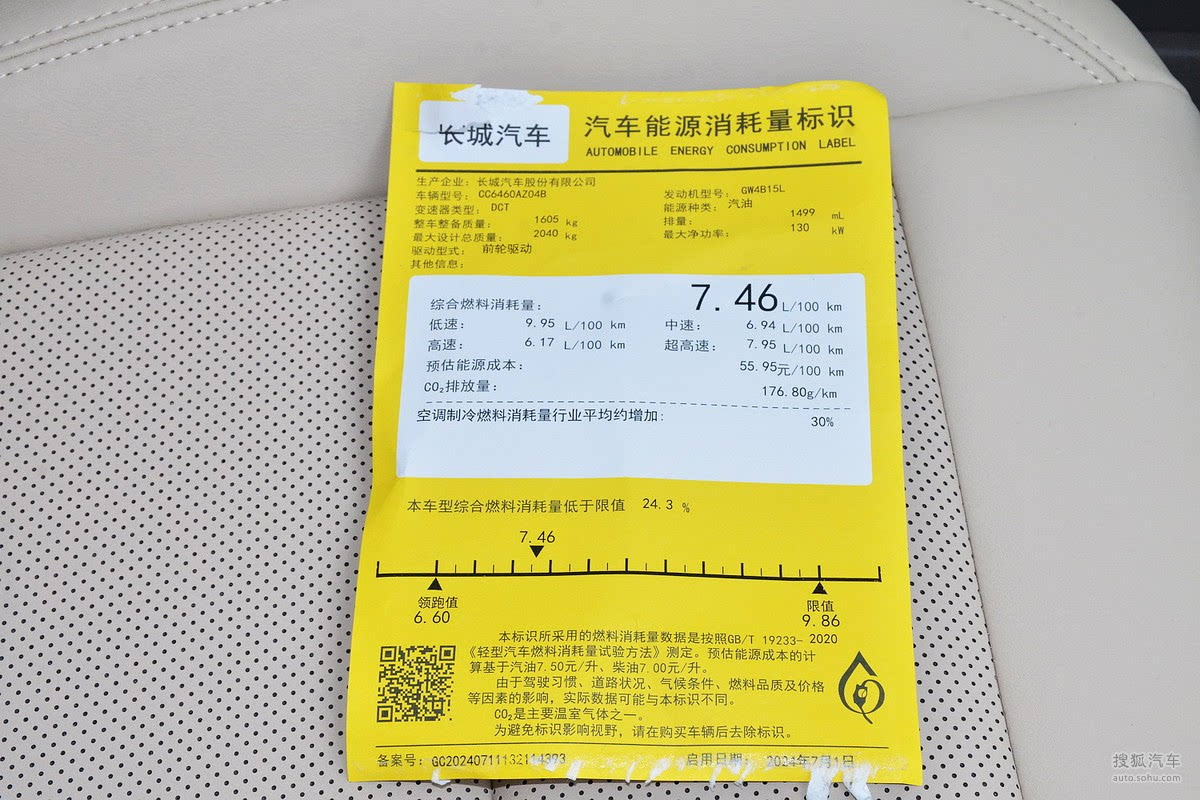 长城汽车
汽车能源消耗量标识
AUTOMOBILE ENERGY CONSUMPTION LABEL
生产企业: 长城汽车股份有限公司
车辆型号: CC6460AZ04B
变速器类型: DCT
整车整备质量: 1605 kg
最大设计总质量: 2040 kg
驱动型式: 前轮驱动
其他信息:
发动机型号: GW4B15L
能源种类: 汽油
排量: 1499 mL
最大净功率: 130 kW
综合燃料消耗量: 7.46 L/100 km
低速: 9.95 L/100 km 中速: 6.94 L/100 km
高速: 6.17 L/100 km 超高速: 7.95 L/100 km
预估能源成本: 55.95元/100 km
CO₂排放量: 176.80g/km
空调制冷燃料消耗量行业平均约增加: 30%
本车型综合燃料消耗量低于限值 24.3 %
7.46
领跑值
6.60
限值
9.86
本标识所采用的燃料消耗量数据是按照GB/T 19233- 2020
《轻型汽车燃料消耗量试验方法》测定。预估能源成本的计
算基于汽油7.50元/升、柴油7.00元/升。
由于驾驶习惯、道路状况、气候条件、燃料品质及价格
等因素的影响，实际数据可能与本标识不同。
CO₂是主要温室气体之一。
为避免标识影响视野，请在购买车辆后去除标识。
备案号: GC20240711132114393
启用日期: 2024年7月1日
搜狐汽车
auto.sohu.com